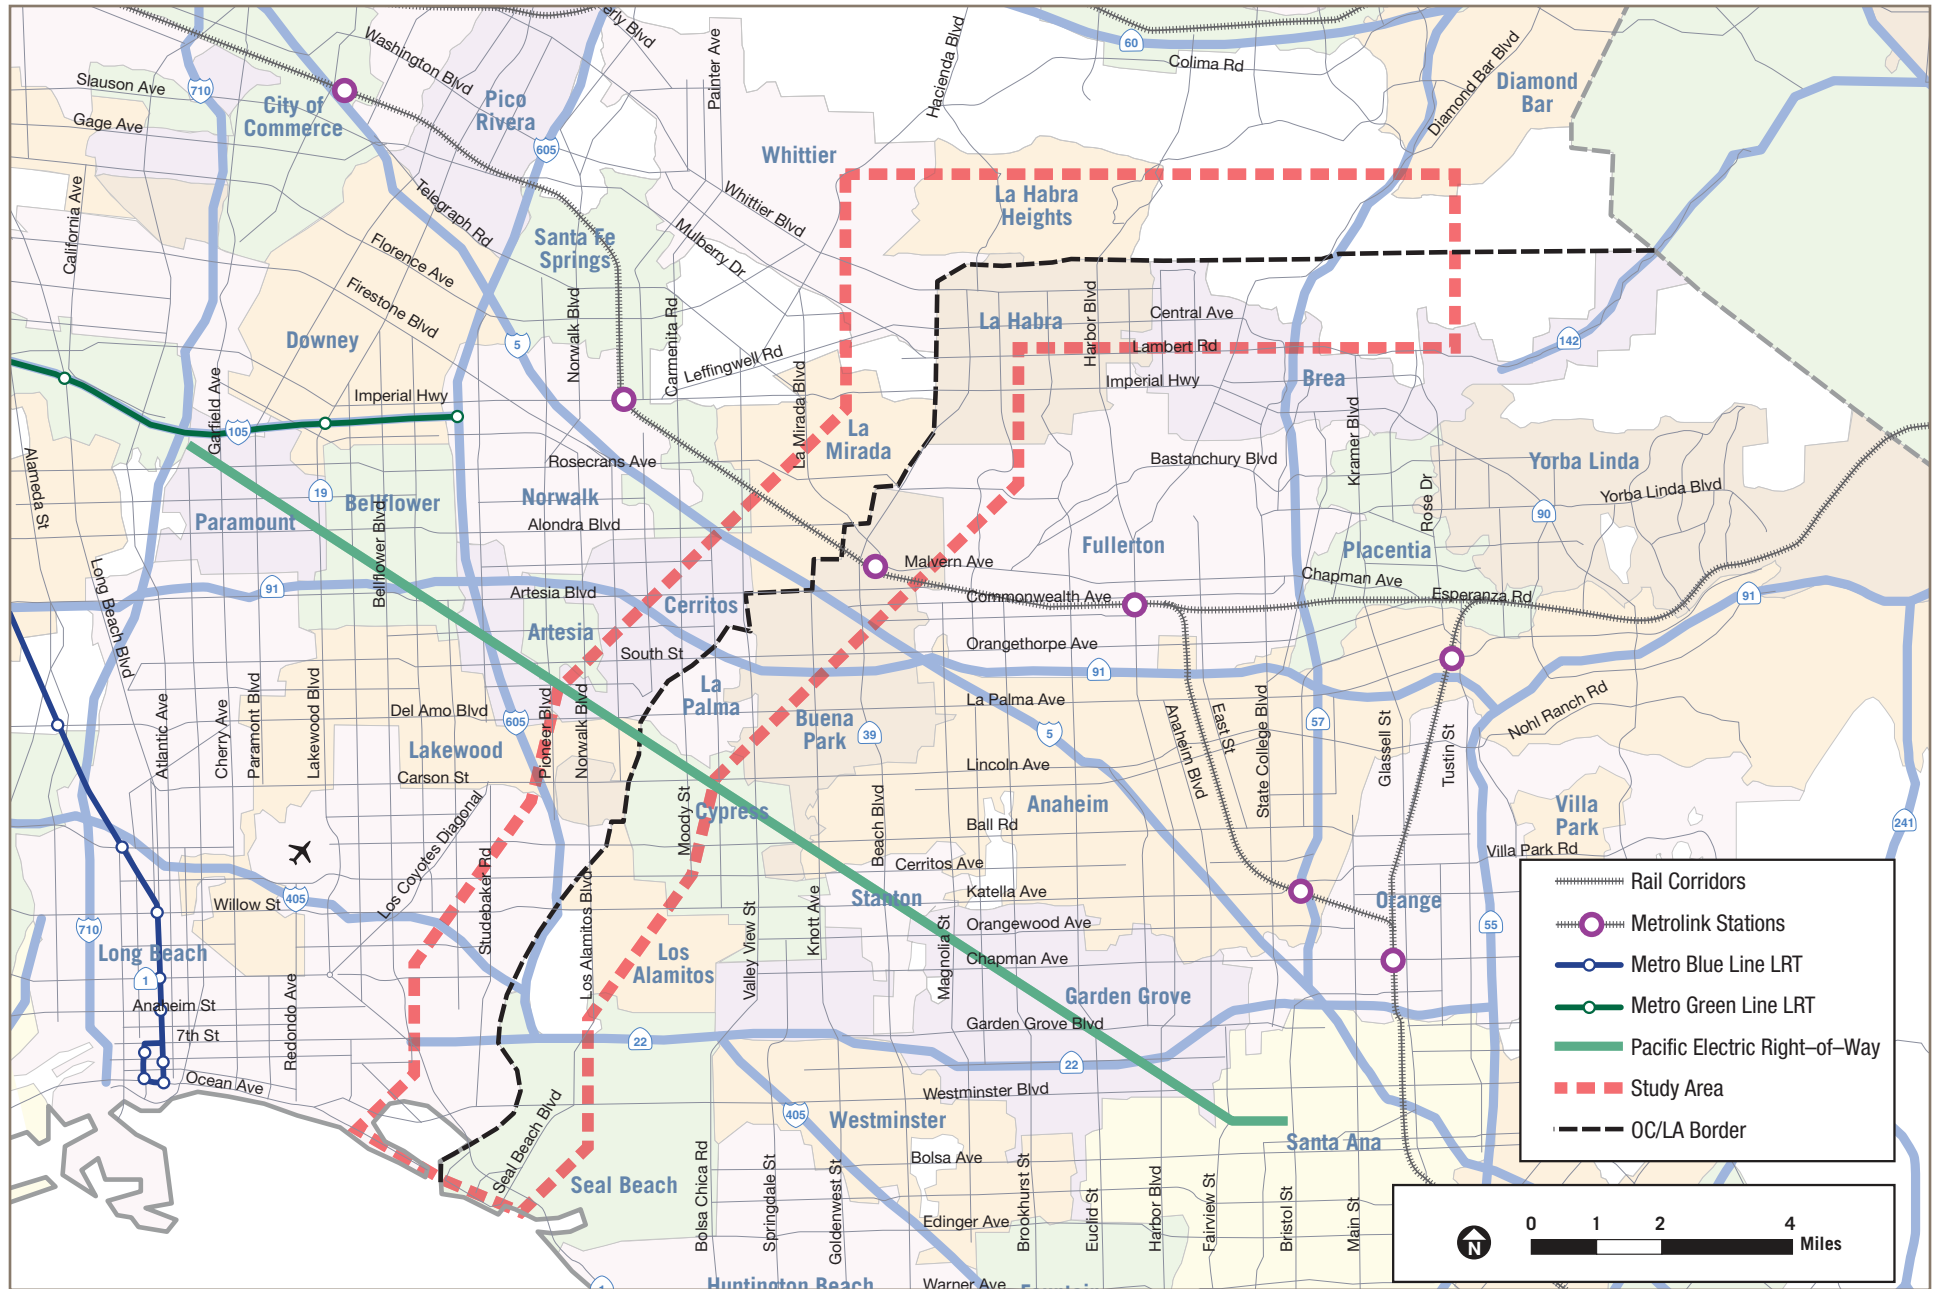 Washington Blvd
Painter Ave
Hacienda Blvd
60
Colima Rd
Diamond Bar Blvd
Diamond
Bar
Slauson Ave
710
City of
Commerce
Pico
Rivera
Gage Ave
605
Whittier
California Ave
Telegraph Rd
Whittier Blvd
La Habra
Heights
Mulberry Dr
Santa Fe
Springs
Florence Ave
Firestone Blvd
Norwalk Blvd
Carmenita Rd
Harbor Blvd
Central Ave
La Habra
Downey
5
Lambert Rd
142
Leffingwell Rd
La Mirada Blvd
Imperial Hwy
Brea
Garfield Ave
Imperial Hwy
105
Kramer Blvd
La
Mirada
Alameda St
Rosecrans Ave
Bastanchury Blvd
Yorba Linda
19
Bellflower
Norwalk
Rose Dr
Yorba Linda Blvd
90
Paramount
Alondra Blvd
Bellflower Blvd
Fullerton
Placentia
Malvern Ave
Chapman Ave
Long Beach Blvd
91
Artesia Blvd
Cerritos
Commonwealth Ave
Esperanza Rd
91
Artesia
South St
Orangethorpe Ave
91
La
Palma
La Palma Ave
Atlantic Ave
Cherry Ave
Paramount Blvd
Lakewood Blvd
Del Amo Blvd
605
Pioneer Blvd
Norwalk Blvd
Buena
Park
39
5
Anaheim Blvd
East St
State College Blvd
57
Glassell St
Tustin St
Nohl Ranch Rd
Lakewood
Carson St
Lincoln Ave
Los Coyotes Diagonal
Moody St
Cypress
Beach Blvd
Anaheim
Ball Rd
Villa
Park
241
Villa Park Rd
Cerritos Ave
Studebaker Rd
Los Alamitos Blvd
Willow St
405
Stanton
Katella Ave
Orange
Valley View St
Knott Ave
Magnolia St
Orangewood Ave
710
Long Beach
Los
Alamitos
Chapman Ave
55
1
Redondo Ave
Garden Grove
Anaheim St
Garden Grove Blvd
7th St
22
22
Ocean Ave
Westminster Blvd
Seal Beach Blvd
405
Westminster
Santa Ana
Bolsa Ave
Seal Beach
Bolsa Chica Rd
Springdale St
Goldenwest St
Brookhurst St
Euclid St
Harbor Blvd
Fairview St
Bristol St
Main St
Edinger Ave
Huntington Beach
Warner Ave
Rail Corridors
Metrolink Stations
Metro Blue Line LRT
Metro Green Line LRT
Pacific Electric Right–of–Way
Study Area
OC/LA Border
N
0 1 2 4
Miles